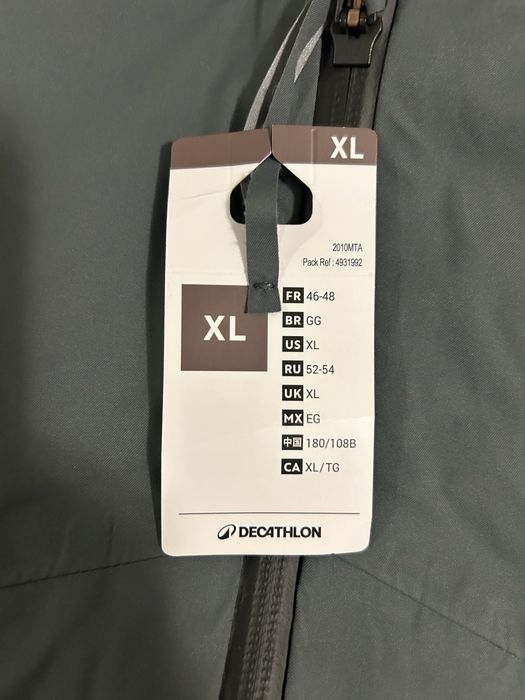 XL
2010MTA
Pack Ref : 4931992
XL
FR 46-48
BR GG
US XL
RU 52-54
UK XL
MX EG
中国 180/108B
CA XL/TG
DECATHLON